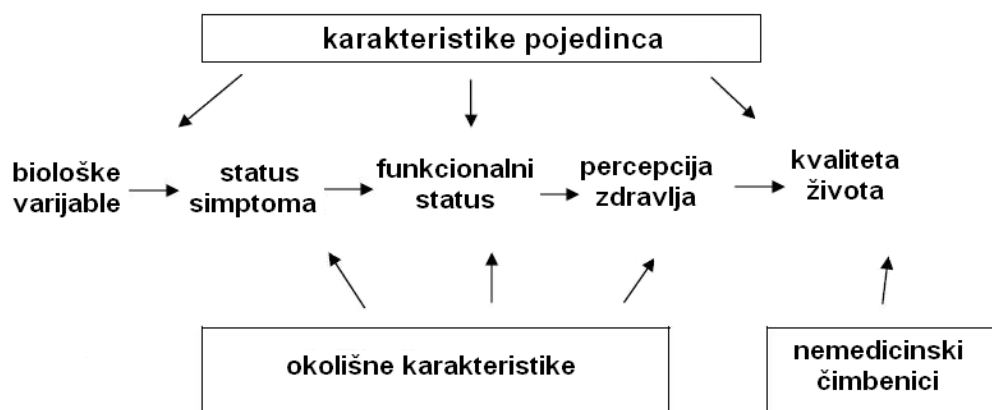 karakteristike pojedinca
biološke
varijable
status
simptoma
funkcionalni
status
percepcija
zdravlja
kvaliteta
života
okolišne karakteristike
nemedicinski
čimbenici